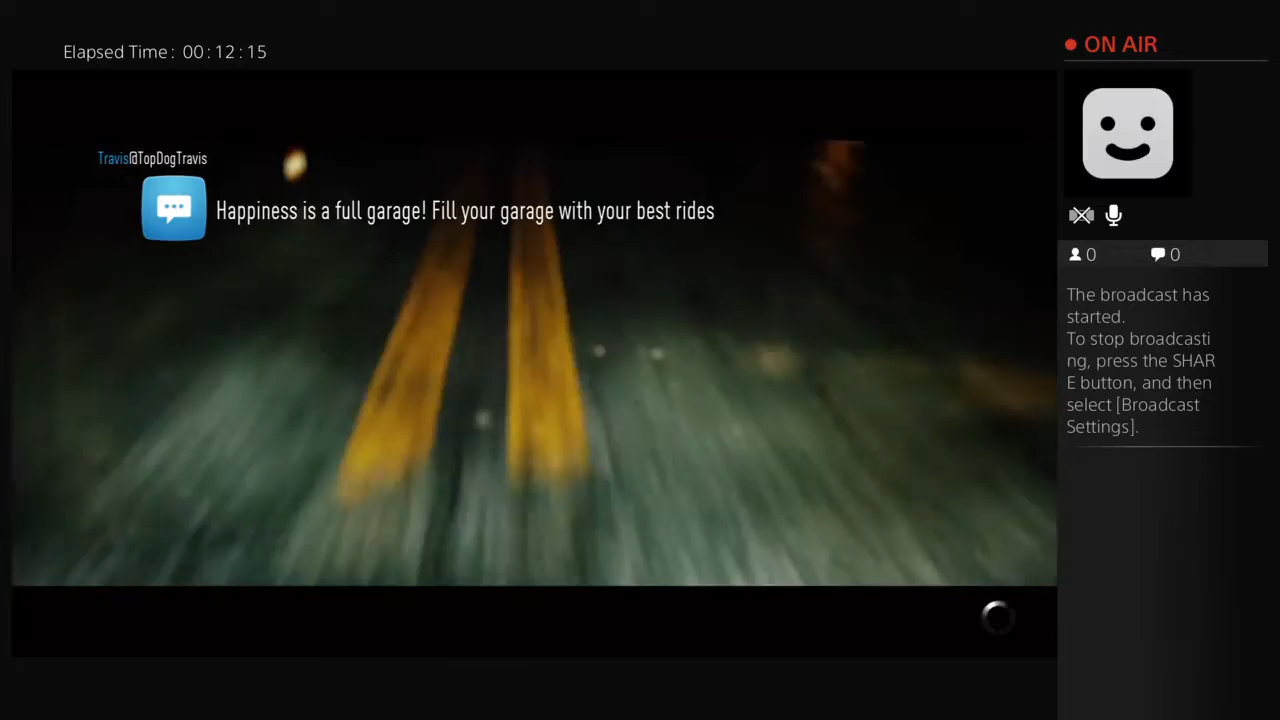 Elapsed Time: 00:12:15
ON AIR
Travis@TopDogTravis
Happiness is a full garage! Fill your garage with your best rides
0 0
The broadcast has
started.
To stop broadcasti
ng, press the SHAR
E button, and then
select [Broadcast
Settings].